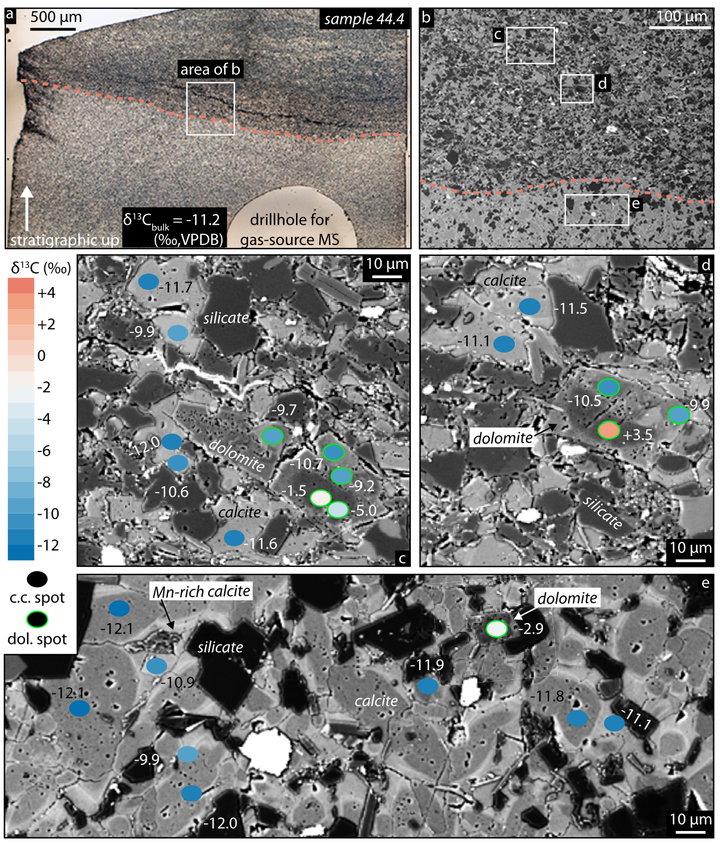 a
500 µm
sample 44.4
area of b
stratigraphic up
δ13Cbulk = -11.2
(‰,VPDB)
drillhole for
gas-source MS
b
100 µm
c
d
e
δ13C (‰)
+4
+2
0
-2
-4
-6
-8
-10
-12
c.c. spot
dol. spot
10 µm
-11.7
silicate
-9.9
-9.7
-12.0
dolomite
-10.7
-10.6
-9.2
-1.5
calcite
-5.0
-11.6
c
d
calcite
-11.5
-11.1
-10.5
-9.9
dolomite
+3.5
silicate
10 µm
e
Mn-rich calcite
dolomite
-12.1
silicate
-2.9
-10.9
-11.9
-12.1
calcite
-11.8
-11.1
-9.9
-12.0
10 µm